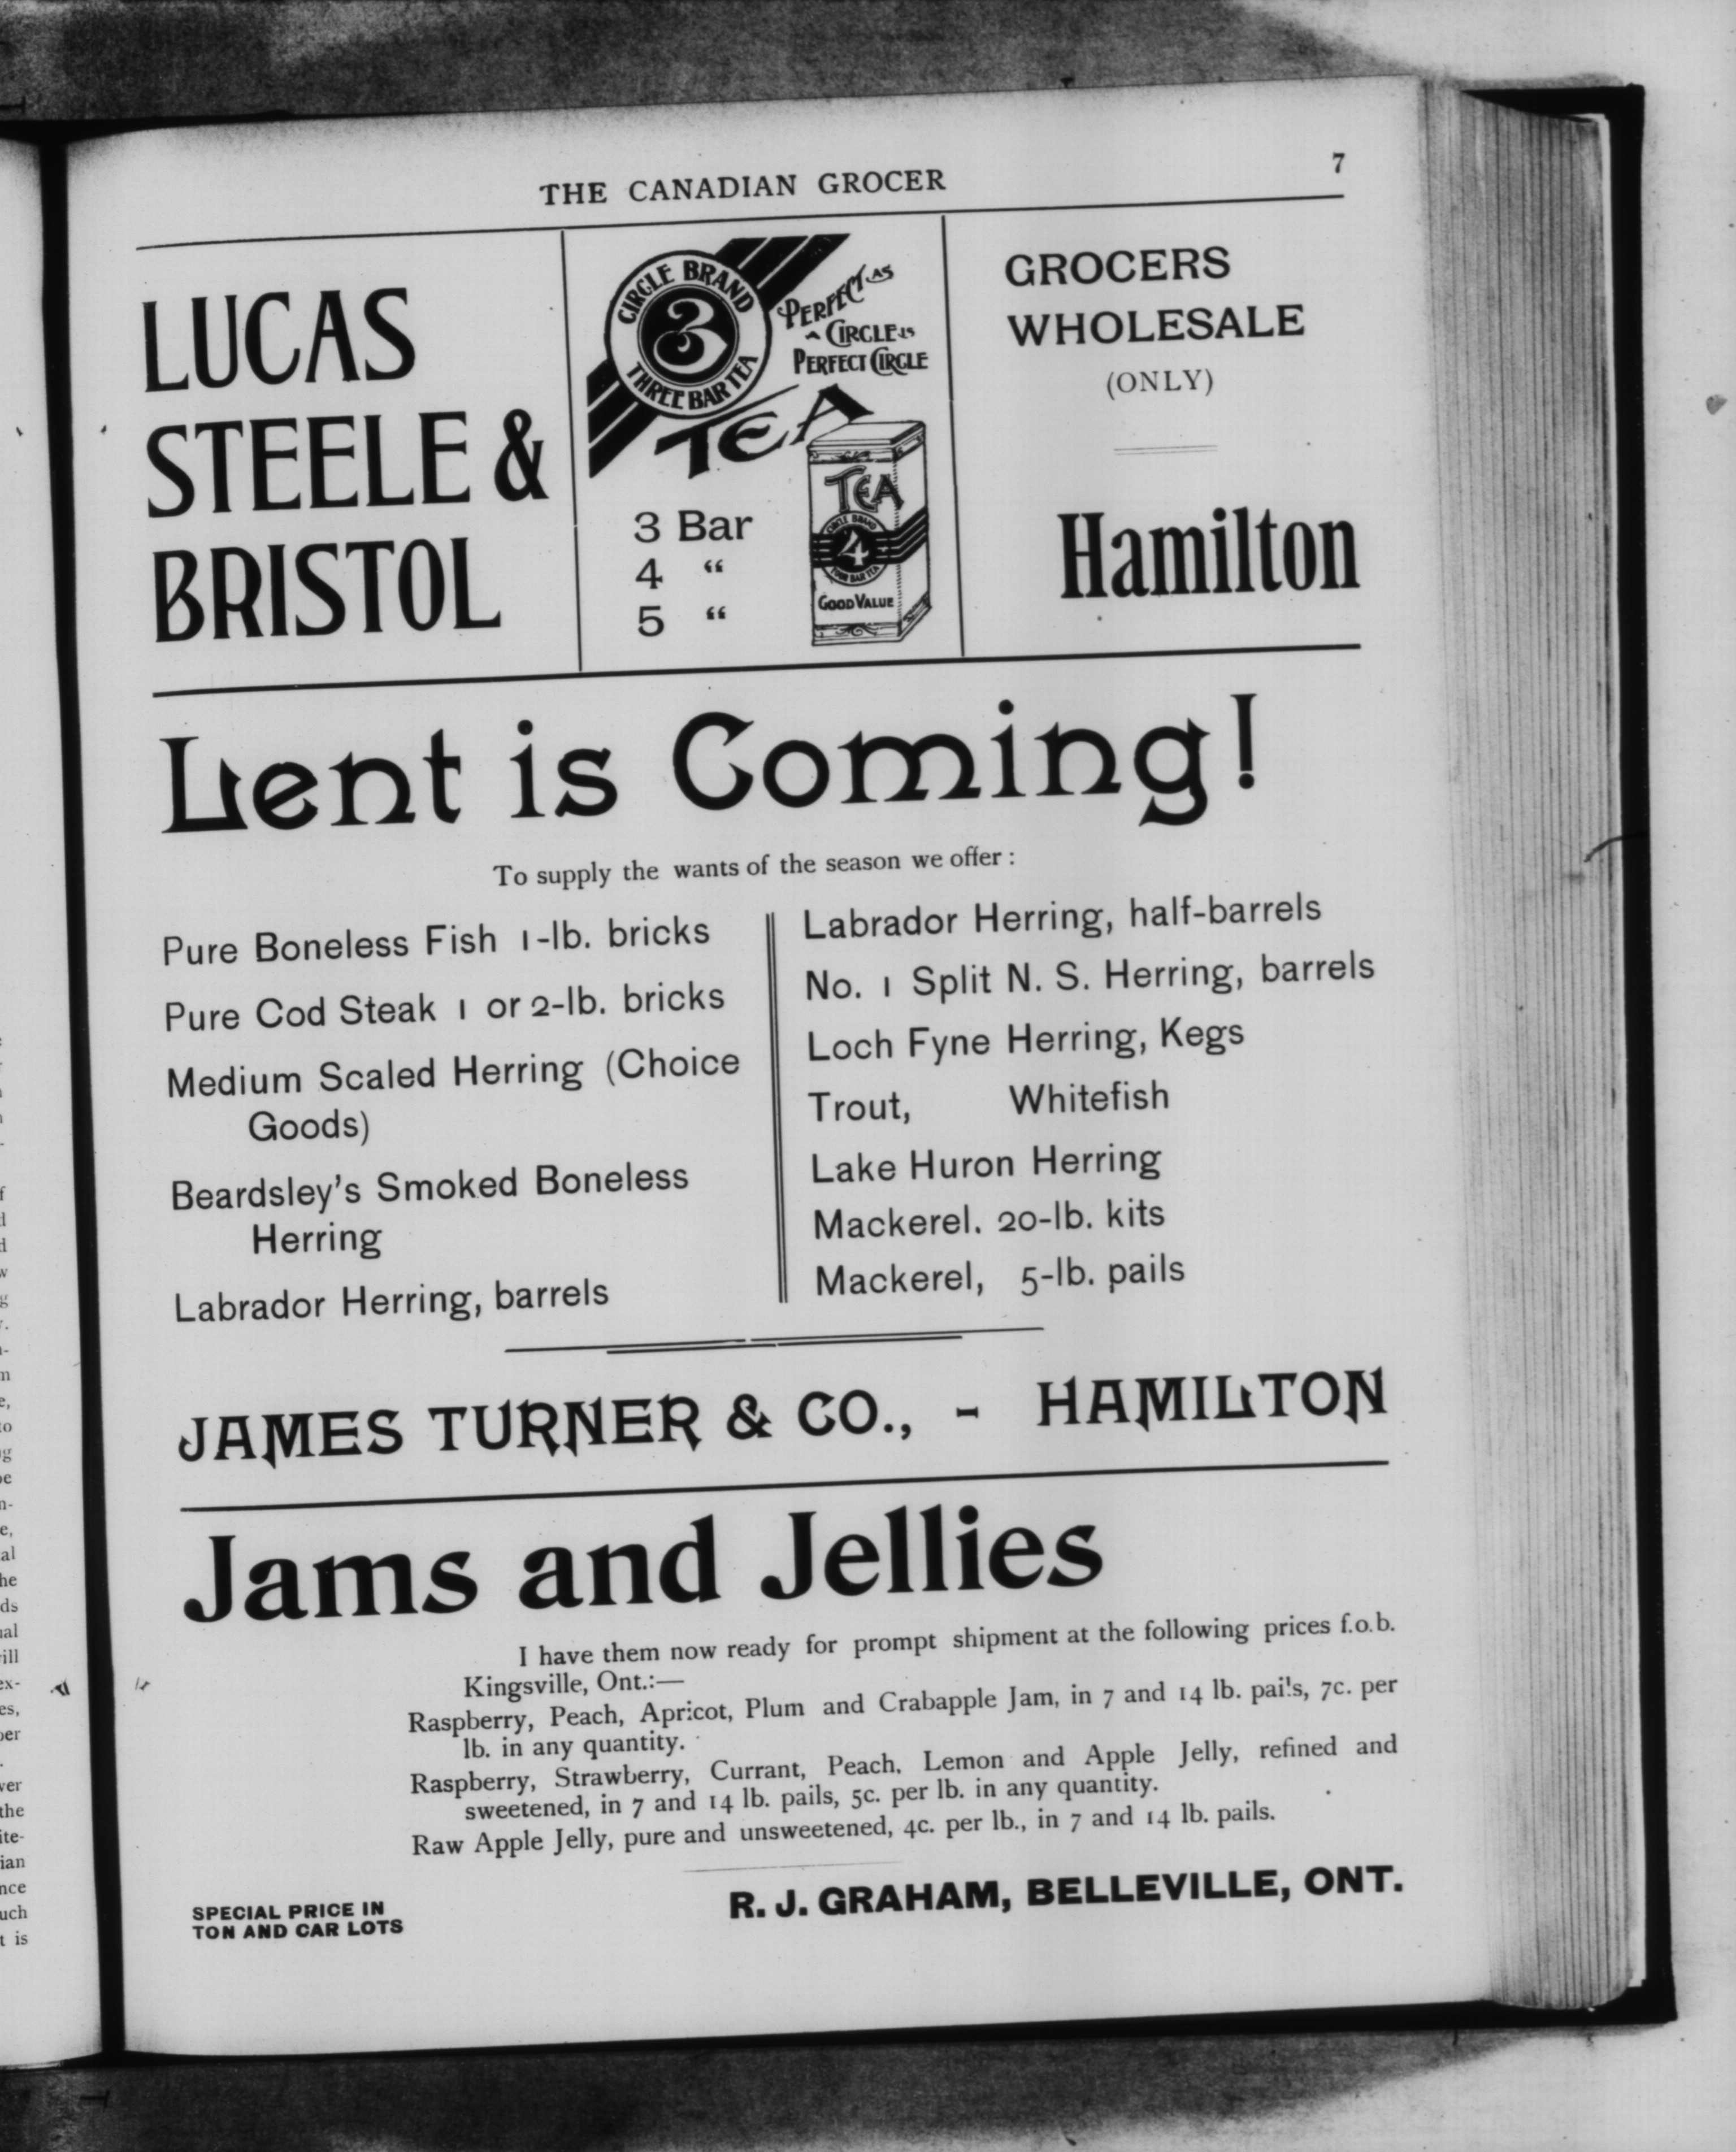 THE CANADIAN GROCER
7
LUCAS
STEELE &
BRISTOL
CIRCLE BRAND
3
THREE BAR TEA
PERFECT AS
A CIRCLE IS
PERFECT CIRCLE
TEA
3 Bar
4 “
5 “
TEA
CIRCLE BRAND
4
FOUR BAR TEA
GOOD VALUE
GROCERS
WHOLESALE
(ONLY)
Hamilton
Lent is Coming!
To supply the wants of the season we offer :
Pure Boneless Fish 1-lb. bricks
Pure Cod Steak 1 or 2-lb. bricks
Medium Scaled Herring (Choice
Goods)
Beardsley's Smoked Boneless
Herring
Labrador Herring, barrels
Labrador Herring, half-barrels
No. 1 Split N. S. Herring, barrels
Loch Fyne Herring, Kegs
Trout, Whitefish
Lake Huron Herring
Mackerel. 20-lb. kits
Mackerel, 5-lb. pails
JAMES TURNER & CO., - HAMILTON
Jams and Jellies
I have them now ready for prompt shipment at the following prices f.o.b.
Kingsville, Ont.:—
Raspberry, Peach, Apricot, Plum and Crabapple Jam, in 7 and 14 lb. pails, 7c. per
lb. in any quantity.
Raspberry, Strawberry, Currant, Peach, Lemon and Apple Jelly, refined and
sweetened, in 7 and 14 lb. pails, 5c. per lb. in any quantity.
Raw Apple Jelly, pure and unsweetened, 4c. per lb., in 7 and 14 lb. pails.
SPECIAL PRICE IN
TON AND CAR LOTS
R. J. GRAHAM, BELLEVILLE, ONT.